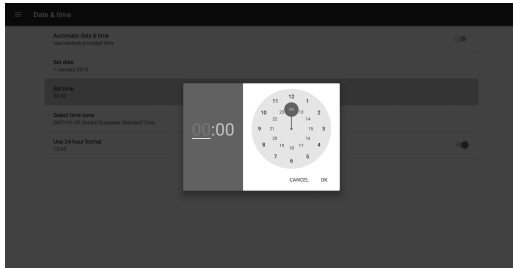 Date & time
Automatic date & time
Use network-provided time
Set date
1 January 2019
Set time
00:00
Select time zone
GMT+01:00 Central European Standard Time
Use 24-hour format
13:00
00:00
12
11 1
00
10 23 13 2
22 14
9 21 15 3
20 16
8 19 17 4
18
7 5
6
CANCEL OK